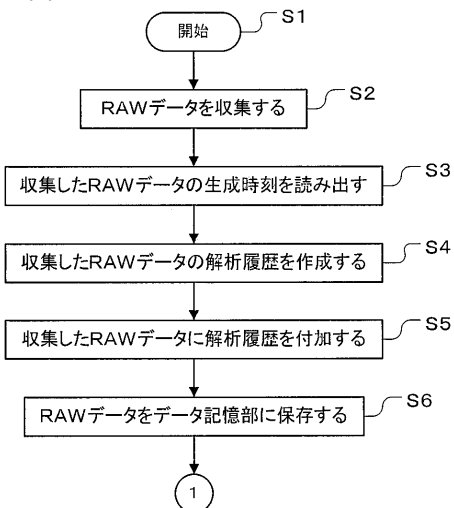 開始
S1
RAWデータを収集する
S2
収集したRAWデータの生成時刻を読み出す
S3
収集したRAWデータの解析履歴を作成する
S4
収集したRAWデータに解析履歴を付加する
S5
RAWデータをデータ記憶部に保存する
S6
1